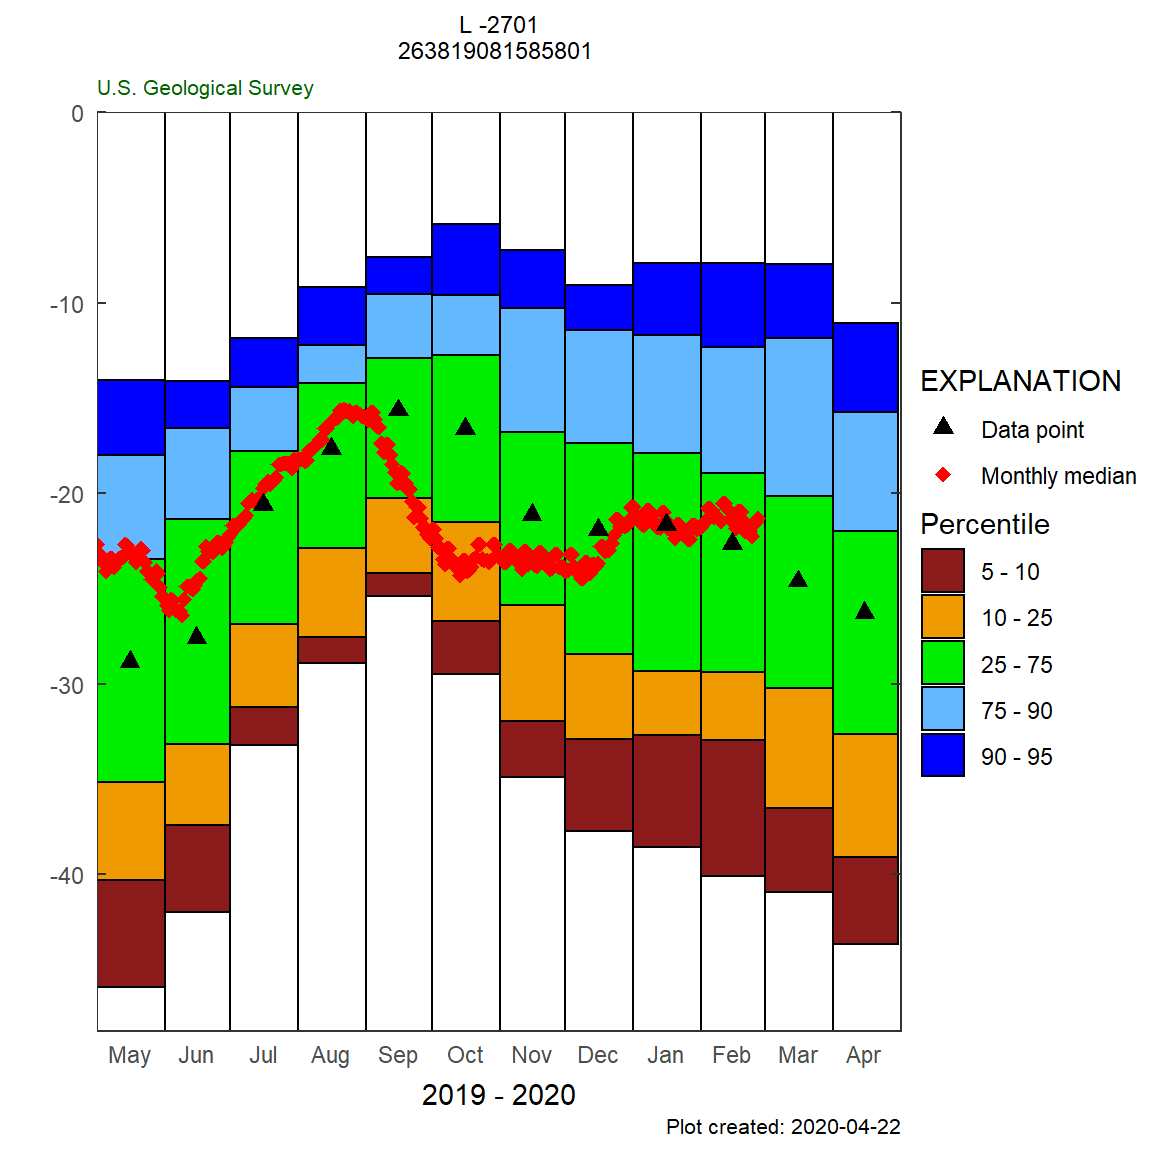 L -2701
263819081585801
U.S. Geological Survey
0
-10
-20
-30
-40
May Jun Jul Aug Sep Oct Nov Dec Jan Feb Mar Apr
2019 - 2020
Plot created: 2020-04-22
EXPLANATION
Data point
Monthly median
Percentile
5 - 10
10 - 25
25 - 75
75 - 90
90 - 95